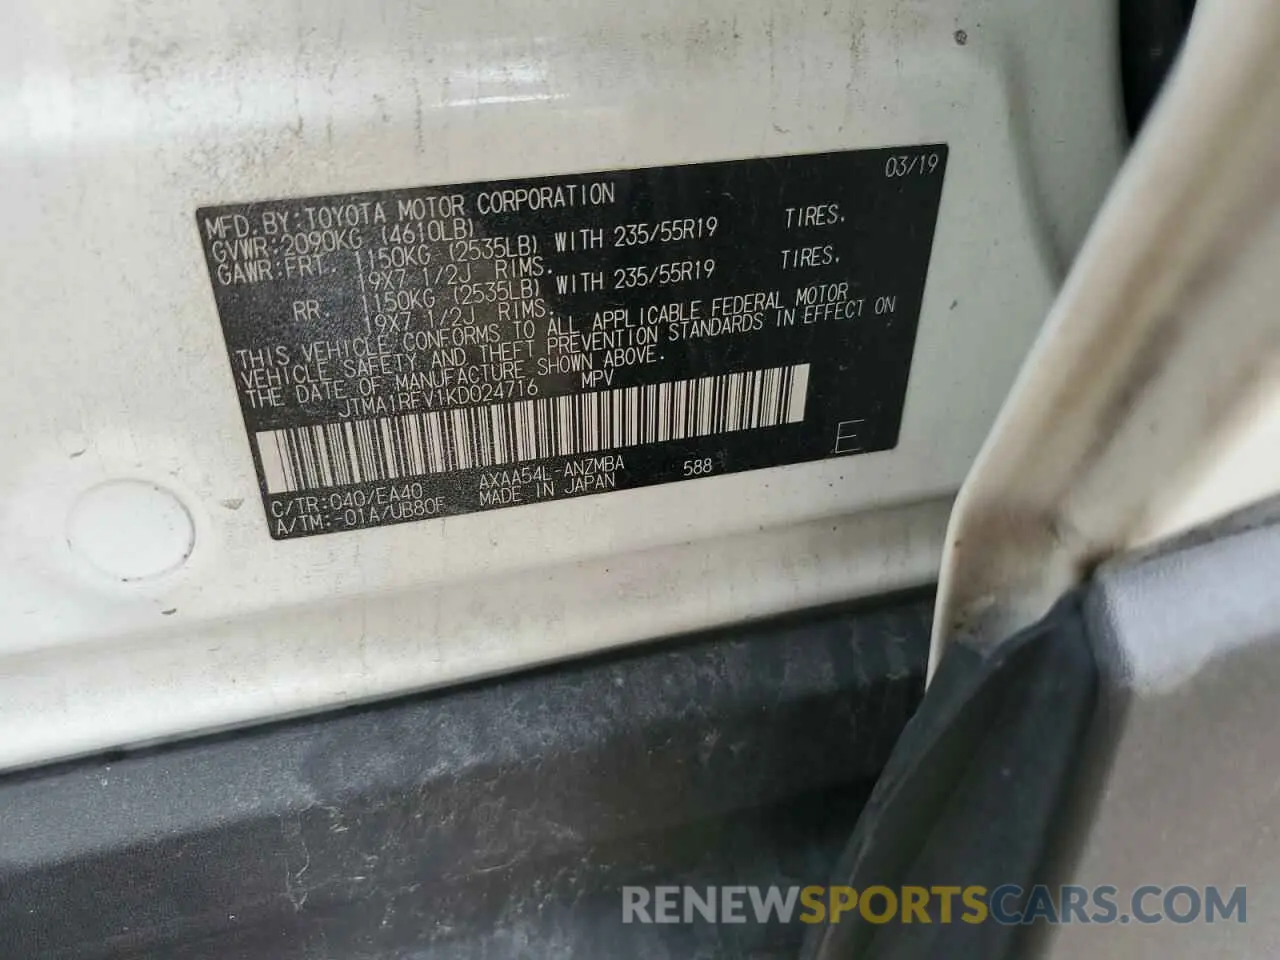 03/19
MFD.BY:TOYOTA MOTOR CORPORATION
GVWR:2090KG (4610LB)
GAWR:FRT. 1150KG (2535LB) WITH 235/55R19 TIRES.
19X7 1/2J RIMS.
RR. 1150KG (2535LB) WITH 235/55R19 TIRES.
19X7 1/2J RIMS.
THIS VEHICLE CONFORMS TO ALL APPLICABLE FEDERAL MOTOR
VEHICLE SAFETY AND THEFT PREVENTION STANDARDS IN EFFECT ON
THE DATE OF MANUFACTURE SHOWN ABOVE.
JTMA1RFV1KD024716 MPV
E
C/TR:040/EA40 AXAA54L-ANZMBA 588
A/TM:-01A/UB80F MADE IN JAPAN
RENEWSPORTSCARS.COM